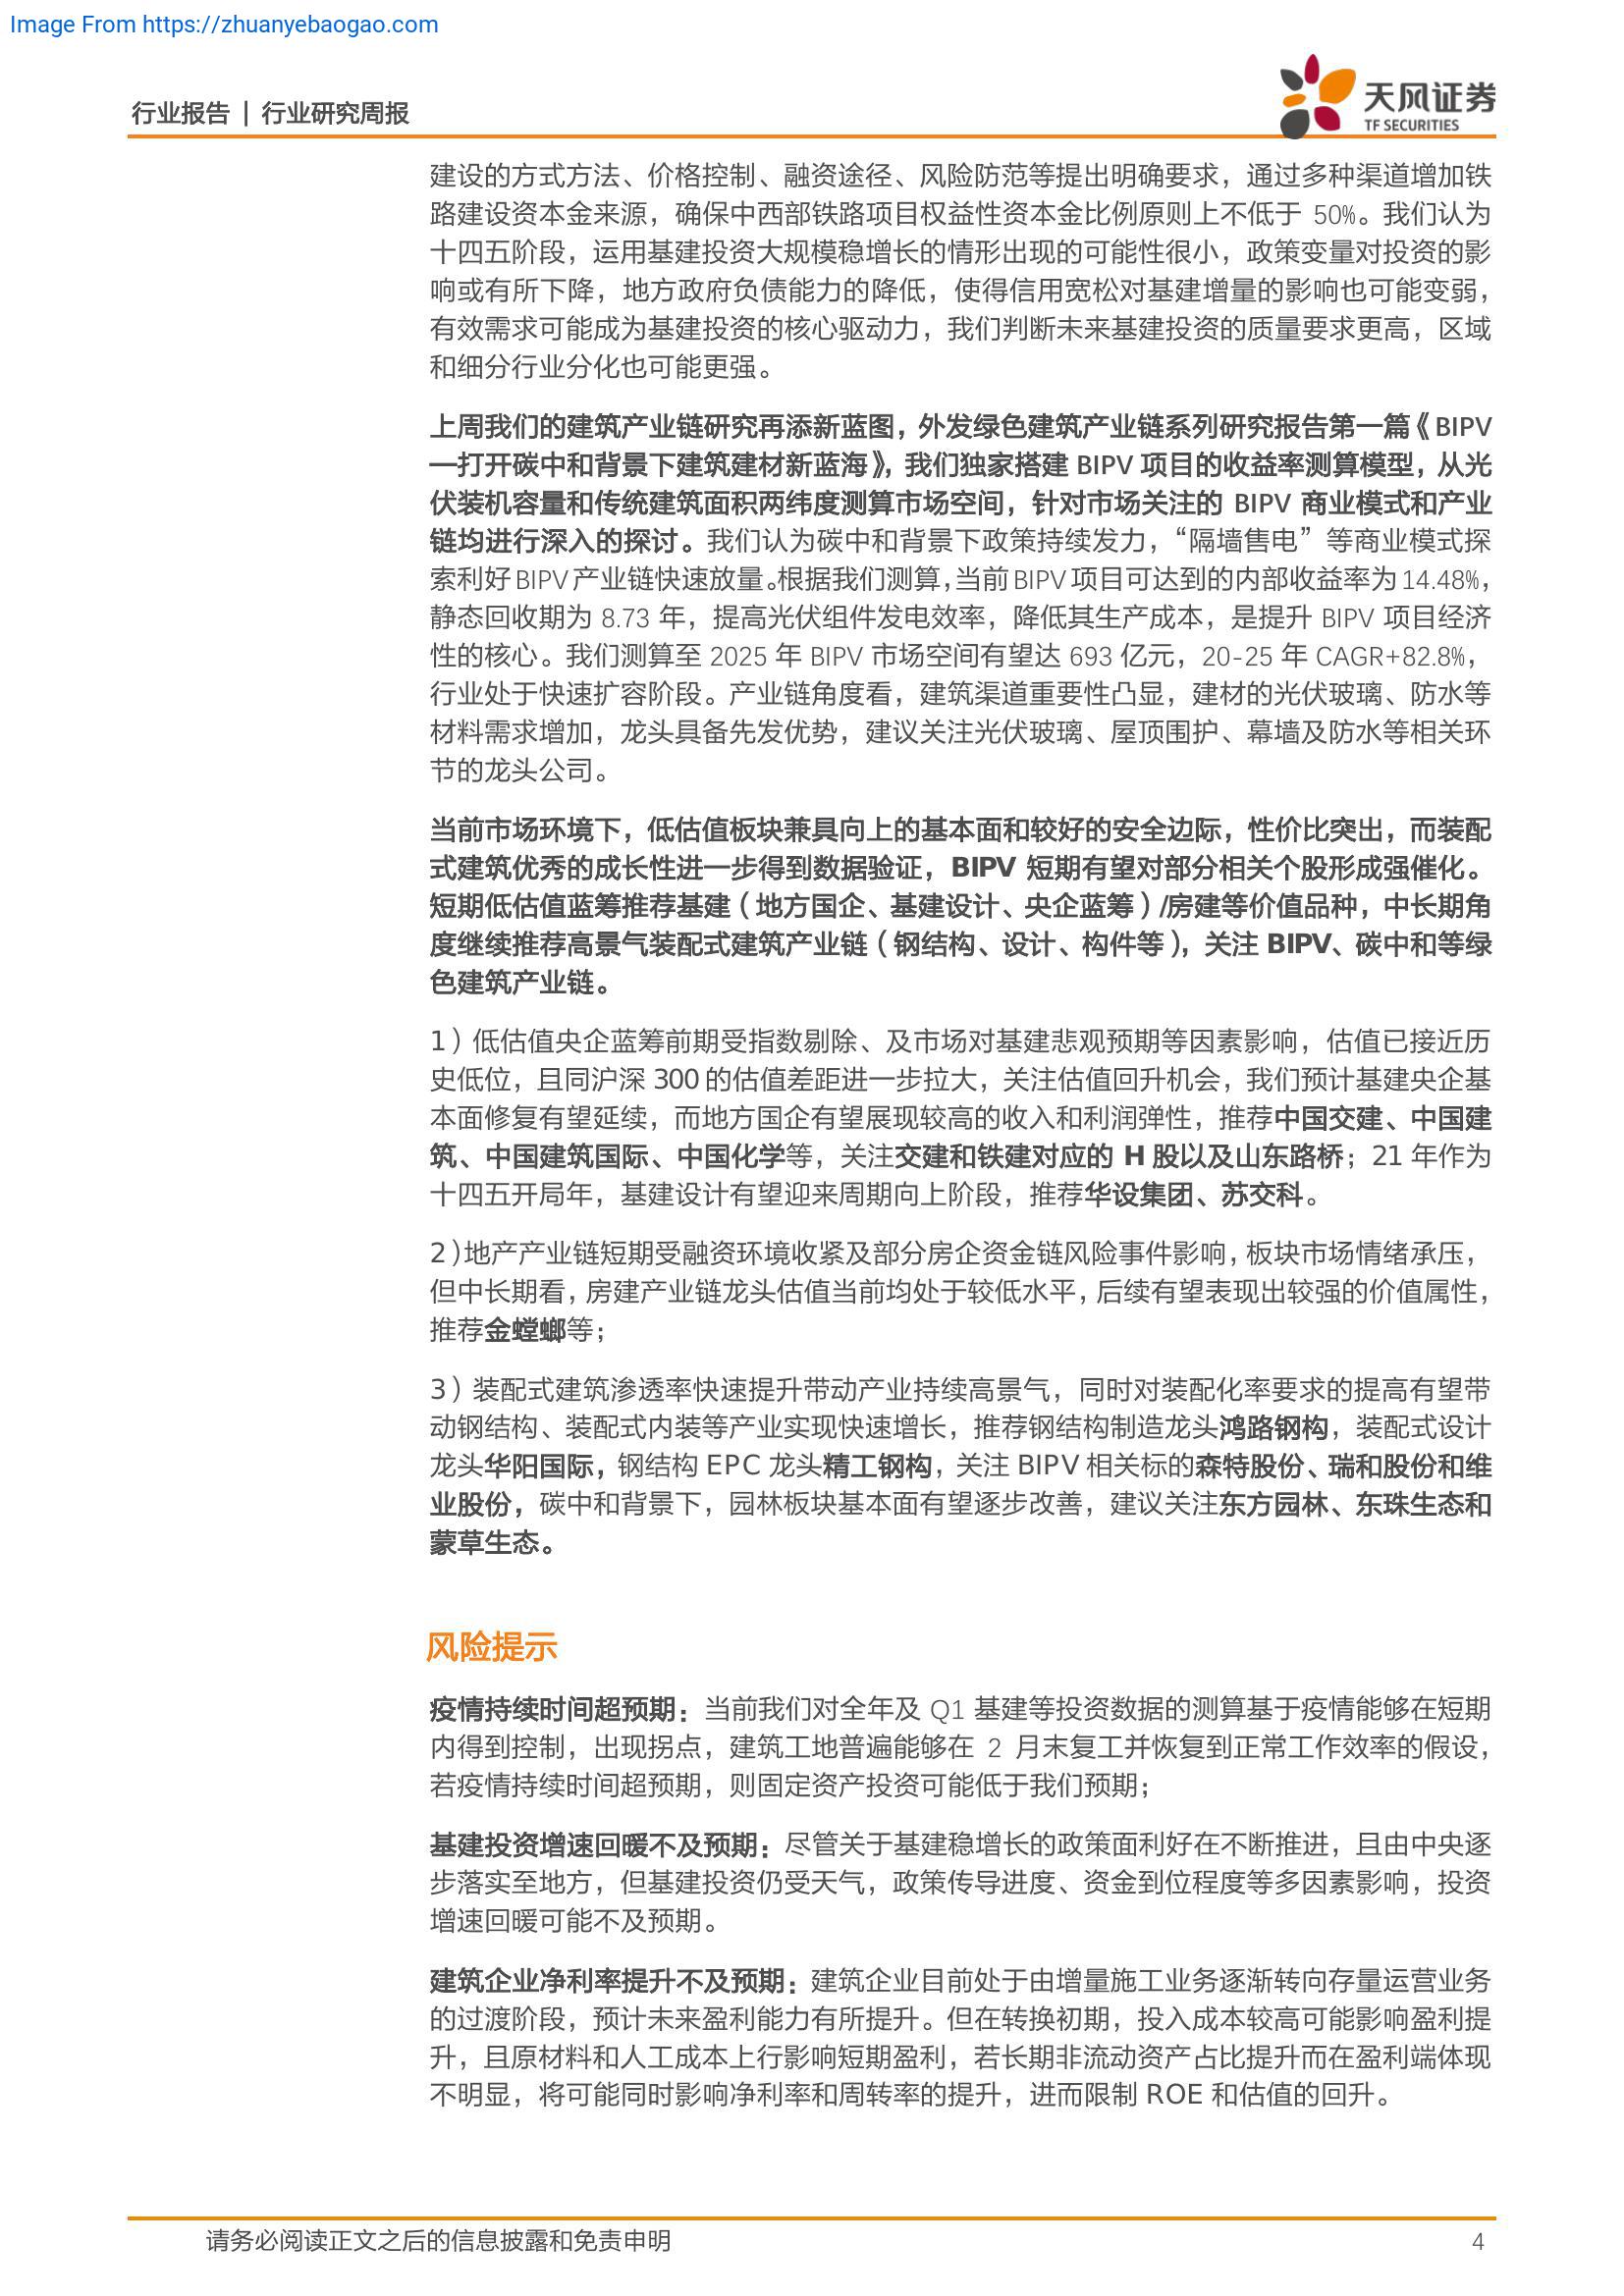 Image From https://zhuanyebaogao.com
行业报告 | 行业研究周报
天风证券
TF SECURITIES
建设的方式方法、价格控制、融资途径、风险防范等提出明确要求，通过多种渠道增加铁
路建设资本金来源，确保中西部铁路项目权益性资本金比例原则上不低于 50%。我们认为
十四五阶段，运用基建投资大规模稳增长的情形出现的可能性很小，政策变量对投资的影
响或有所下降，地方政府负债能力的降低，使得信用宽松对基建增量的影响也可能变弱，
有效需求可能成为基建投资的核心驱动力，我们判断未来基建投资的质量要求更高，区域
和细分行业分化也可能更强。
上周我们的建筑产业链研究再添新蓝图，外发绿色建筑产业链系列研究报告第一篇《BIPV
—打开碳中和背景下建筑建材新蓝海》，我们独家搭建 BIPV 项目的收益率测算模型，从光
伏装机容量和传统建筑面积两纬度测算市场空间，针对市场关注的 BIPV 商业模式和产业
链均进行深入的探讨。我们认为碳中和背景下政策持续发力，“隔墙售电”等商业模式探
索利好 BIPV 产业链快速放量。根据我们测算，当前 BIPV 项目可达到的内部收益率为 14.48%，
静态回收期为 8.73 年，提高光伏组件发电效率，降低其生产成本，是提升 BIPV 项目经济
性的核心。我们测算至 2025 年 BIPV 市场空间有望达 693 亿元，20-25 年 CAGR+82.8%，
行业处于快速扩容阶段。产业链角度看，建筑渠道重要性凸显，建材的光伏玻璃、防水等
材料需求增加，龙头具备先发优势，建议关注光伏玻璃、屋顶围护、幕墙及防水等相关环
节的龙头公司。
当前市场环境下，低估值板块兼具向上的基本面和较好的安全边际，性价比突出，而装配
式建筑优秀的成长性进一步得到数据验证，BIPV 短期有望对部分相关个股形成强催化。
短期低估值蓝筹推荐基建（地方国企、基建设计、央企蓝筹）/房建等价值品种，中长期角
度继续推荐高景气装配式建筑产业链（钢结构、设计、构件等），关注 BIPV、碳中和等绿
色建筑产业链。
1）低估值央企蓝筹前期受指数剔除、及市场对基建悲观预期等因素影响，估值已接近历
史低位，且同沪深 300 的估值差距进一步拉大，关注估值回升机会，我们预计基建央企基
本面修复有望延续，而地方国企有望展现较高的收入和利润弹性，推荐中国交建、中国建
筑、中国建筑国际、中国化学等，关注交建和铁建对应的 H 股以及山东路桥；21 年作为
十四五开局年，基建设计有望迎来周期向上阶段，推荐华设集团、苏交科。
2）地产产业链短期受融资环境收紧及部分房企资金链风险事件影响，板块市场情绪承压，
但中长期看，房建产业链龙头估值当前均处于较低水平，后续有望表现出较强的价值属性，
推荐金螳螂等；
3）装配式建筑渗透率快速提升带动产业持续高景气，同时对装配化率要求的提高有望带
动钢结构、装配式内装等产业实现快速增长，推荐钢结构制造龙头鸿路钢构，装配式设计
龙头华阳国际，钢结构 EPC 龙头精工钢构，关注 BIPV 相关标的森特股份、瑞和股份和维
业股份，碳中和背景下，园林板块基本面有望逐步改善，建议关注东方园林、东珠生态和
蒙草生态。
风险提示
疫情持续时间超预期：当前我们对全年及 Q1 基建等投资数据的测算基于疫情能够在短期
内得到控制，出现拐点，建筑工地普遍能够在 2 月末复工并恢复到正常工作效率的假设，
若疫情持续时间超预期，则固定资产投资可能低于我们预期；
基建投资增速回暖不及预期：尽管关于基建稳增长的政策面利好在不断推进，且由中央逐
步落实至地方，但基建投资仍受天气，政策传导进度、资金到位程度等多因素影响，投资
增速回暖可能不及预期。
建筑企业净利率提升不及预期：建筑企业目前处于由增量施工业务逐渐转向存量运营业务
的过渡阶段，预计未来盈利能力有所提升。但在转换初期，投入成本较高可能影响盈利提
升，且原材料和人工成本上行影响短期盈利，若长期非流动资产占比提升而在盈利端体现
不明显，将可能同时影响净利率和周转率的提升，进而限制 ROE 和估值的回升。
请务必阅读正文之后的信息披露和免责申明
4